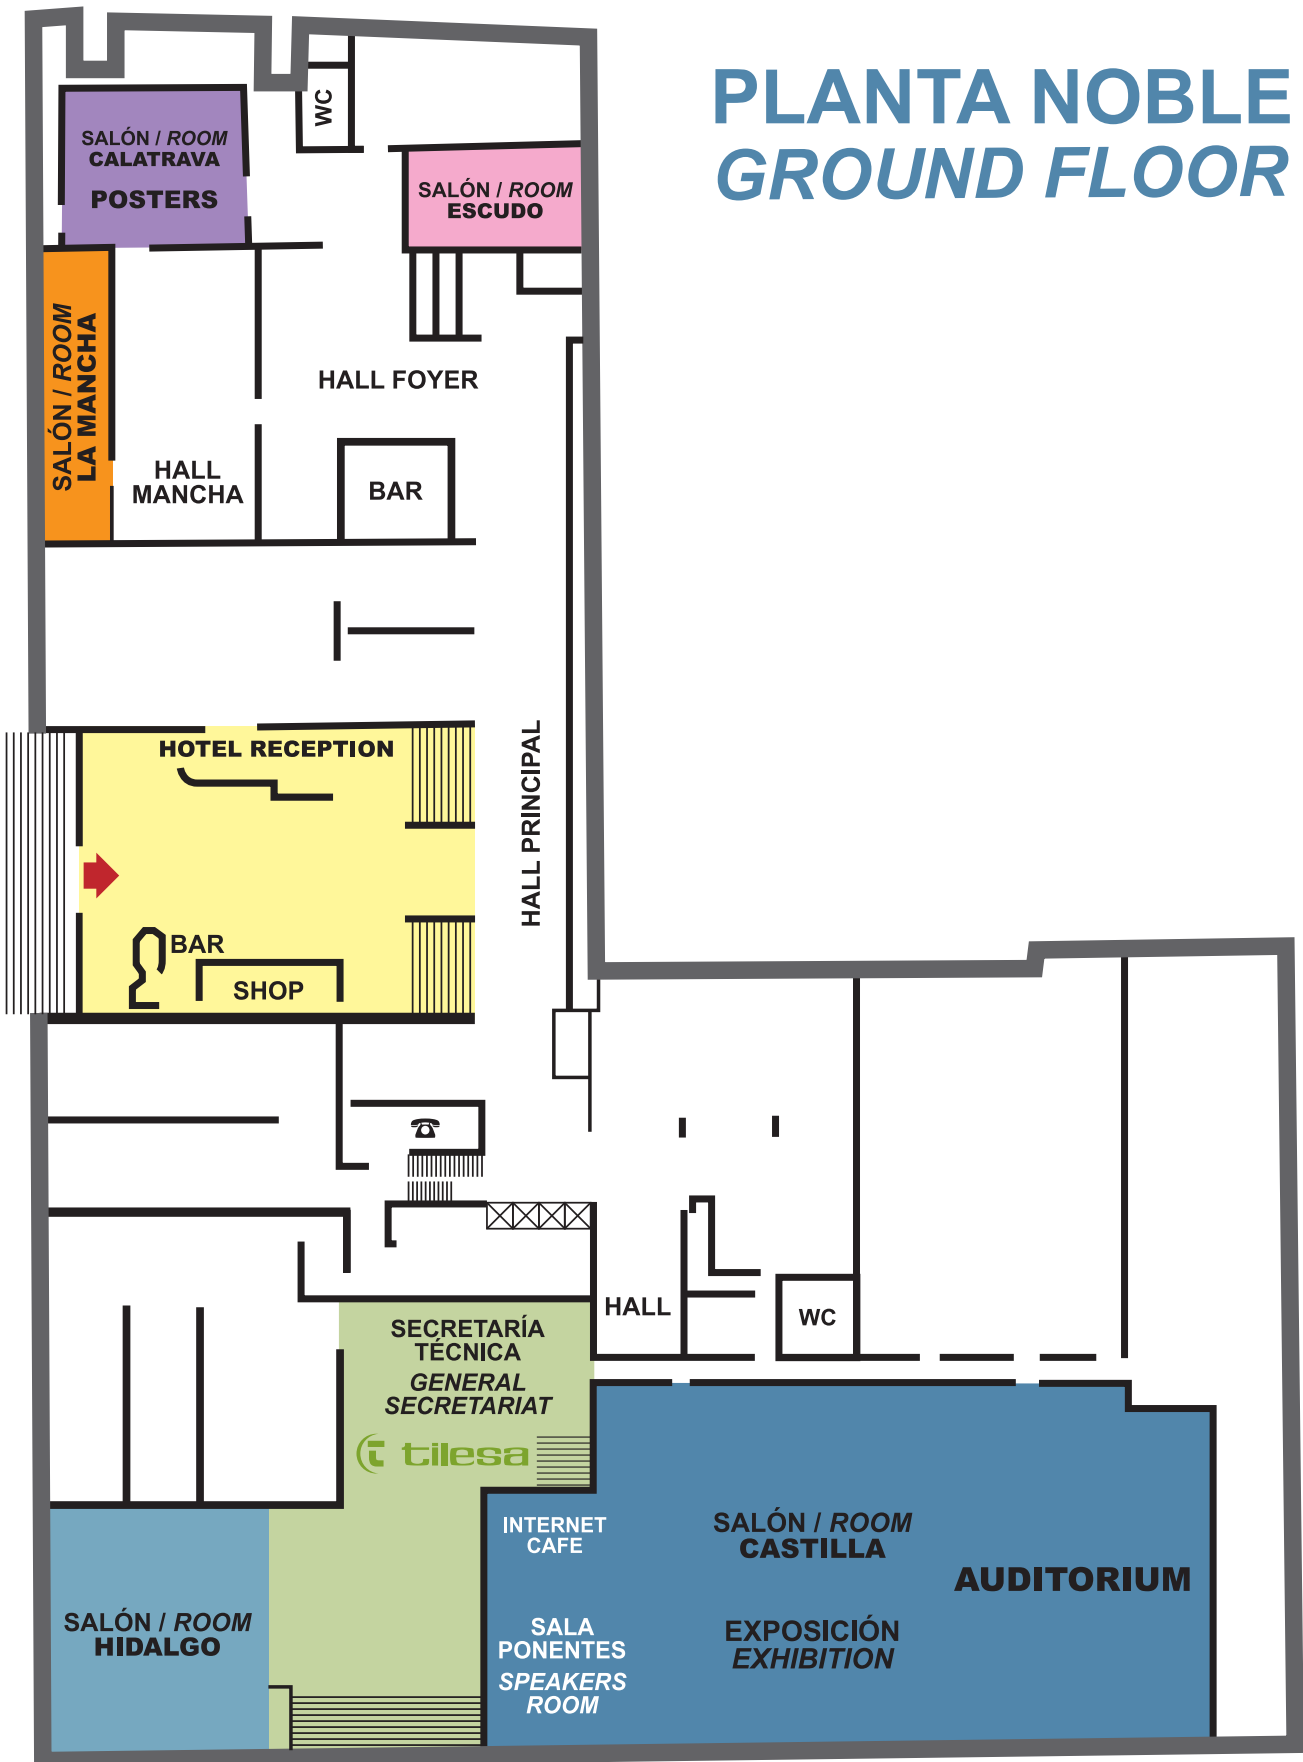 PLANTA NOBLE
GROUND FLOOR
WC
SALÓN / ROOM
CALATRAVA
POSTERS
SALÓN / ROOM
ESCUDO
SALÓN / ROOM
LA MANCHA
HALL FOYER
HALL
MANCHA
BAR
HOTEL RECEPTION
HALL PRINCIPAL
BAR
SHOP
HALL
WC
SECRETARÍA
TÉCNICA
GENERAL
SECRETARIAT
tilesa
INTERNET
CAFE
SALÓN / ROOM
CASTILLA
AUDITORIUM
SALÓN / ROOM
HIDALGO
SALA
PONENTES
SPEAKERS
ROOM
EXPOSICIÓN
EXHIBITION